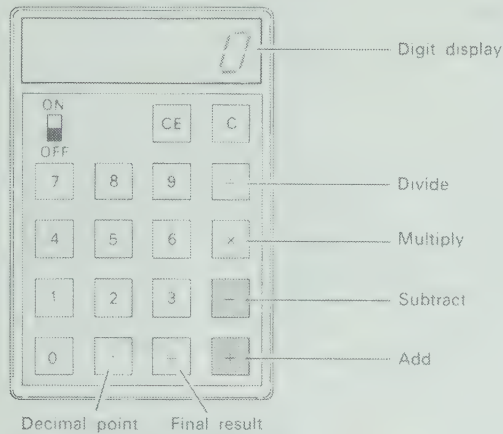 0
Digit display
ON
OFF
CE C
7 8 9 ÷
Divide
4 5 6 ×
Multiply
1 2 3 −
Subtract
0 . = +
Add
Decimal point Final result